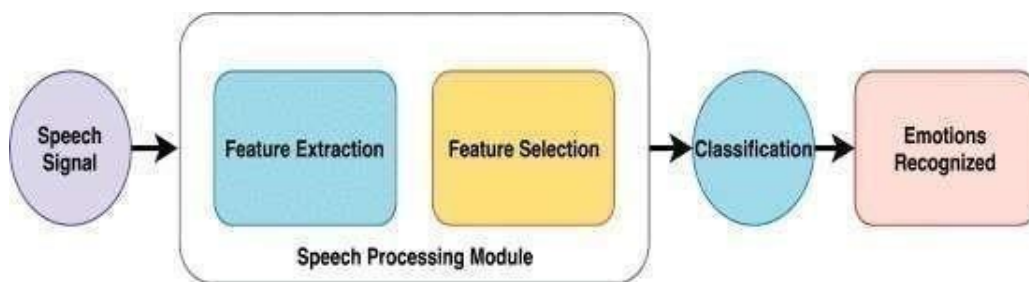 Speech
Signal
Feature Extraction
Feature Selection
Speech Processing Module
Classification
Emotions
Recognized